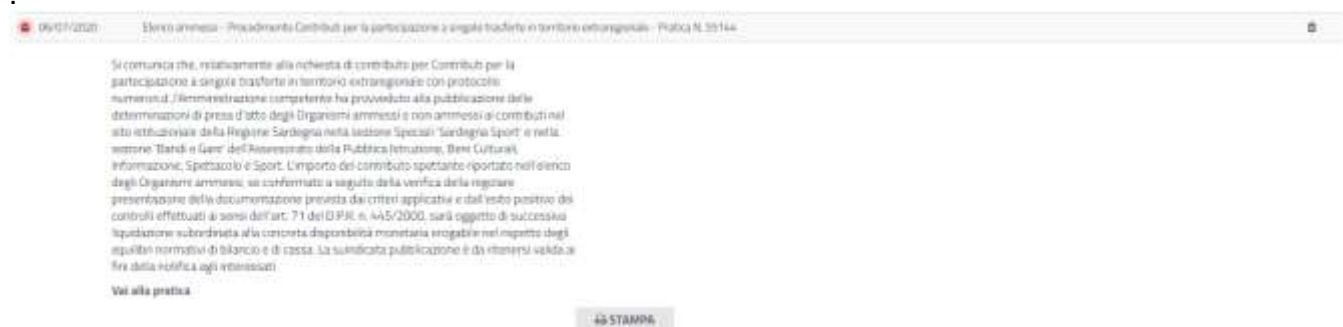 06/07/2020 Elenco ammessi - Procedimento Contributi per la partecipazione a singole trasferte in territorio extraregionale - Pratica N. 55144
Si comunica che, relativamente alla richiesta di contributo per Contributi per la
partecipazione a singole trasferte in territorio extraregionale con protocollo
numero n.d., l'Amministrazione competente ha provveduto alla pubblicazione delle
determinazioni di presa d'atto degli Organismi ammessi e non ammessi ai contributi nel
sito istituzionale della Regione Sardegna nella sezione Speciali 'Sardegna Sport' e nella
sezione 'Bandi e Gare' dell'Assessorato della Pubblica Istruzione, Beni Culturali,
Informazione, Spettacolo e Sport. L'importo del contributo spettante riportato nell'elenco
degli Organismi ammessi, se confermato a seguito della verifica della regolare
presentazione della documentazione prevista dai criteri applicativi e dall'esito positivo dei
controlli effettuati ai sensi dell'art. 71 del D.P.R. n. 445/2000, sarà oggetto di successiva
liquidazione subordinata alla concreta disponibilità monetaria erogabile nel rispetto degli
equilibri normativi di bilancio e di cassa. La suindicata pubblicazione è da ritenersi valida ai
fini della notifica agli interessati
Vai alla pratica
STAMPA